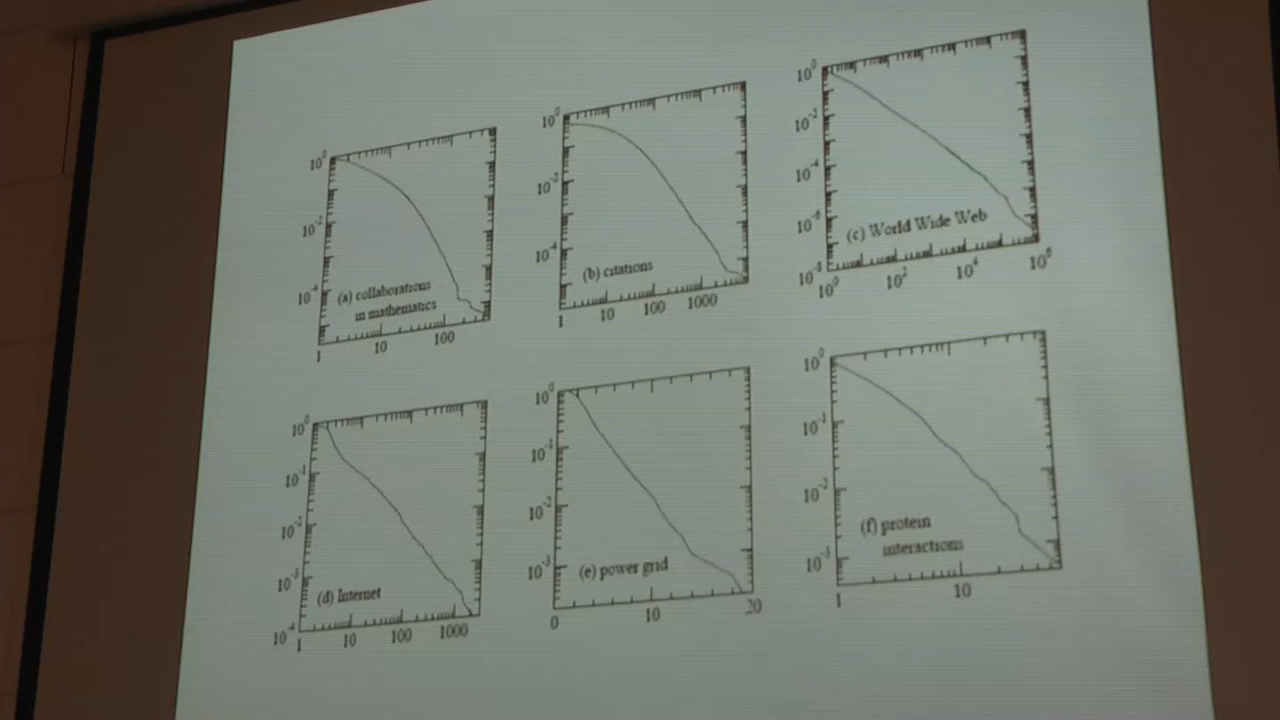 10^0
10^-2
10^-4
(a) collaborations
in mathematics
1 10 100
10^0
10^-2
10^-4
(b) citations
1 10 100 1000
10^0
10^-2
10^-4
10^-6
10^-8
(c) World Wide Web
10^0 10^2 10^4 10^6
10^0
10^-1
10^-2
10^-3
10^-4
(d) Internet
1 10 100 1000
10^0
10^-1
10^-2
10^-3
(e) power grid
0 10 20
10^0
10^-1
10^-2
10^-3
(f) protein
interactions
1 10